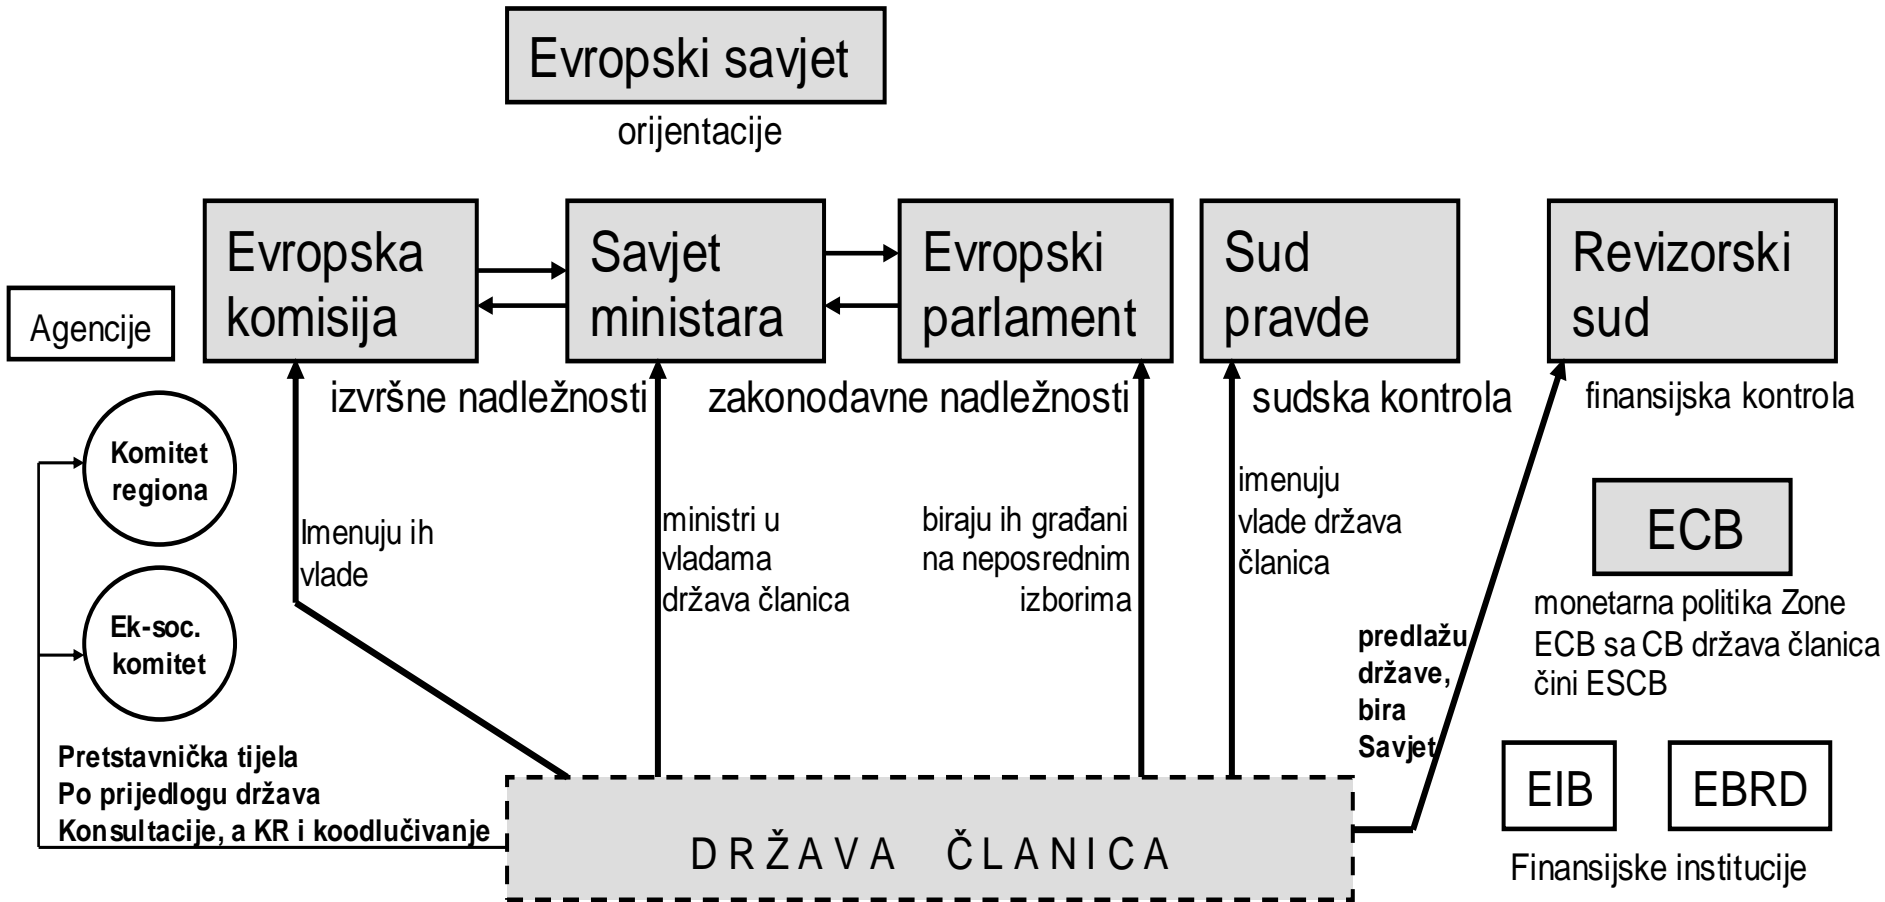 Evropski savjet
orijentacije
Evropska
komisija
Savjet
ministara
Evropski
parlament
Sud
pravde
Revizorski
sud
Agencije
izvršne nadležnosti
zakonodavne nadležnosti
sudska kontrola
finansijska kontrola
Komitet
regiona
Ek-soc.
komitet
Imenuju ih
vlade
ministri u
vladama
država članica
biraju ih građani
na neposrednim
izborima
imenuju
vlade država
članica
predlažu
države,
bira
Savjet
ECB
monetarna politika Zone
ECB sa CB država članica
čini ESCB
Pretstavnička tijela
Po prijedlogu država
Konsultacije, a KR i koodlučivanje
DRŽAVA ČLANICA
EIB
EBRD
Finansijske institucije